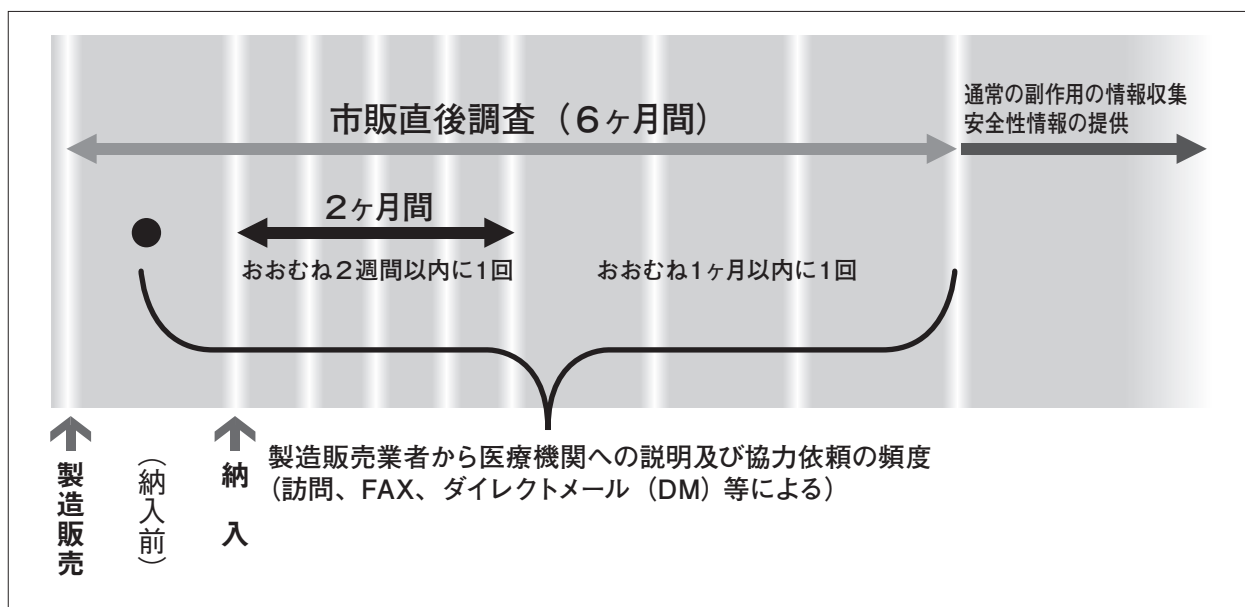 市販直後調査（6ヶ月間）
通常の副作用の情報収集
安全性情報の提供
2ヶ月間
おおむね2週間以内に1回
おおむね1ヶ月以内に1回
製造販売
（納入前）
納入
製造販売業者から医療機関への説明及び協力依頼の頻度
（訪問、FAX、ダイレクトメール（DM）等による）